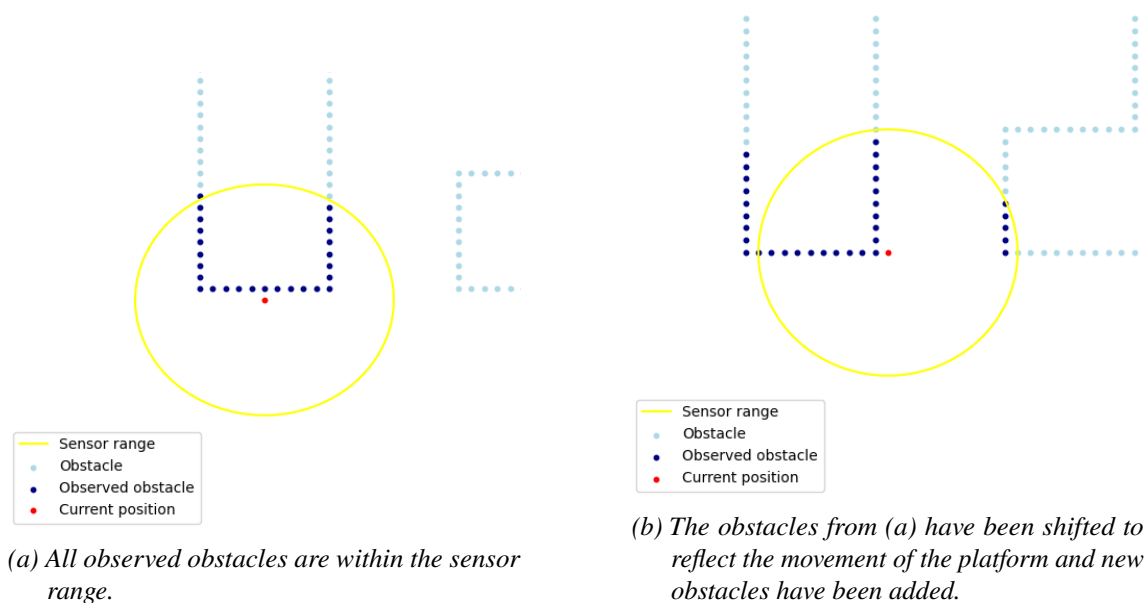 Sensor range
Obstacle
Observed obstacle
Current position
(a) All observed obstacles are within the sensor
range.
Sensor range
Obstacle
Observed obstacle
Current position
(b) The obstacles from (a) have been shifted to
reflect the movement of the platform and new
obstacles have been added.